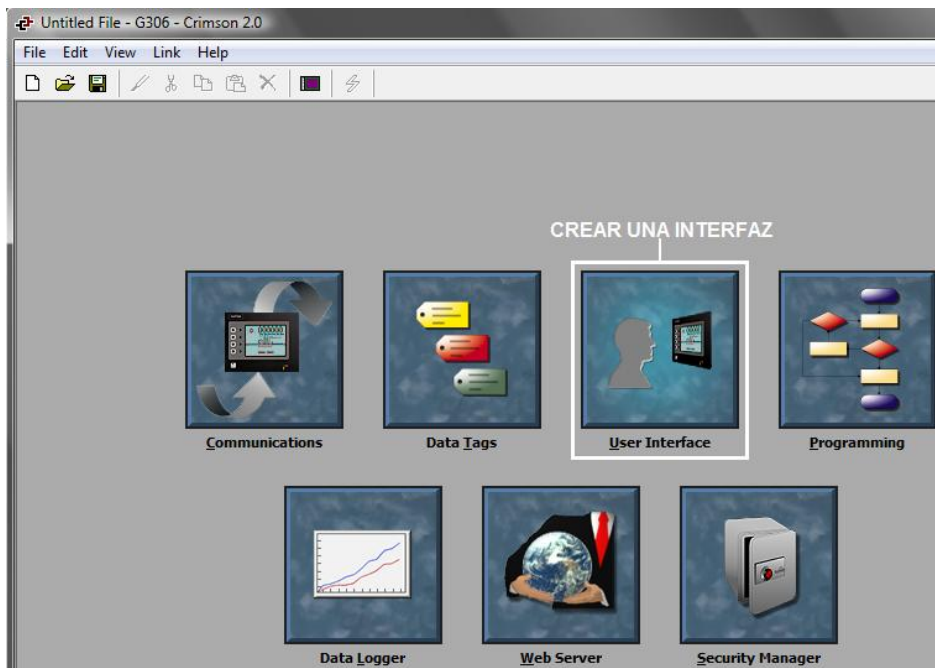 Untitled File - G306 - Crimson 2.0
File Edit View Link Help
CREAR UNA INTERFAZ
Communications Data Tags User Interface Programming
Data Logger Web Server Security Manager